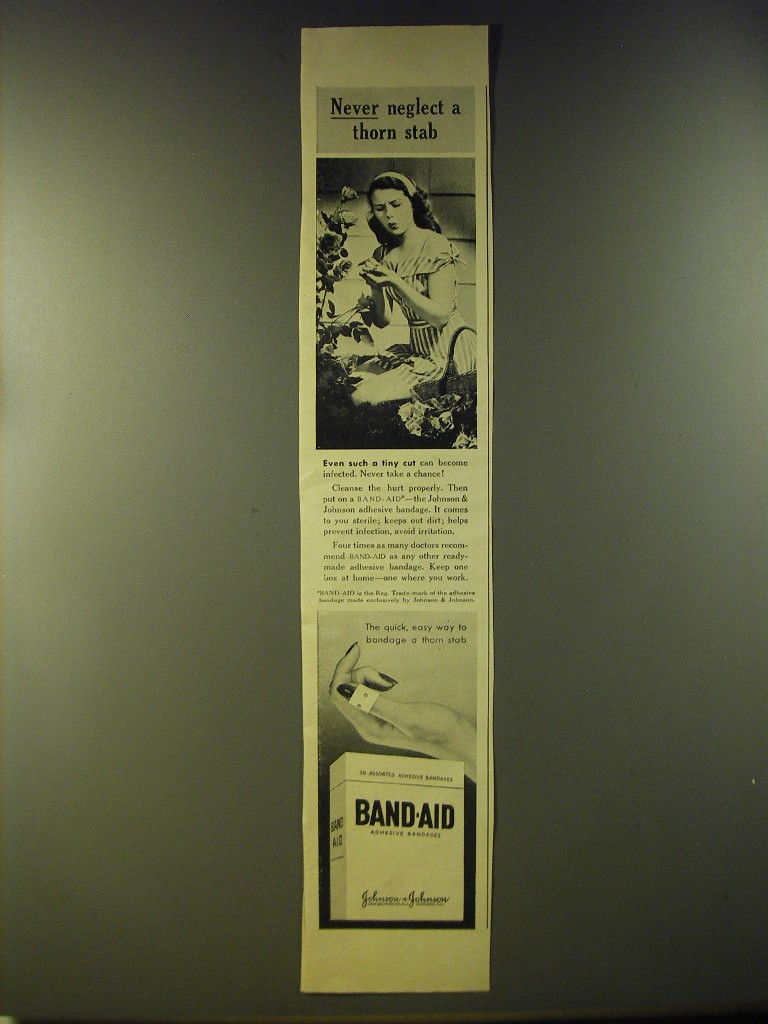 Never neglect a
thorn stab
Even such a tiny cut can become
infected. Never take a chance!
Cleanse the hurt properly. Then
put on a BAND-AID*—the Johnson &
Johnson adhesive bandage. It comes
to you sterile; keeps out dirt; helps
prevent infection, avoid irritation.
Four times as many doctors recom-
mend BAND-AID as any other ready-
made adhesive bandage. Keep one
box at home—one where you work.
*BAND-AID is the Reg. Trade-mark of the adhesive
bandage made exclusively by Johnson & Johnson.
The quick, easy way to
bandage a thorn stab
ASSORTED ADHESIVE BANDAGES
BAND-AID
ADHESIVE BANDAGES
BAND
AID
Johnson & Johnson